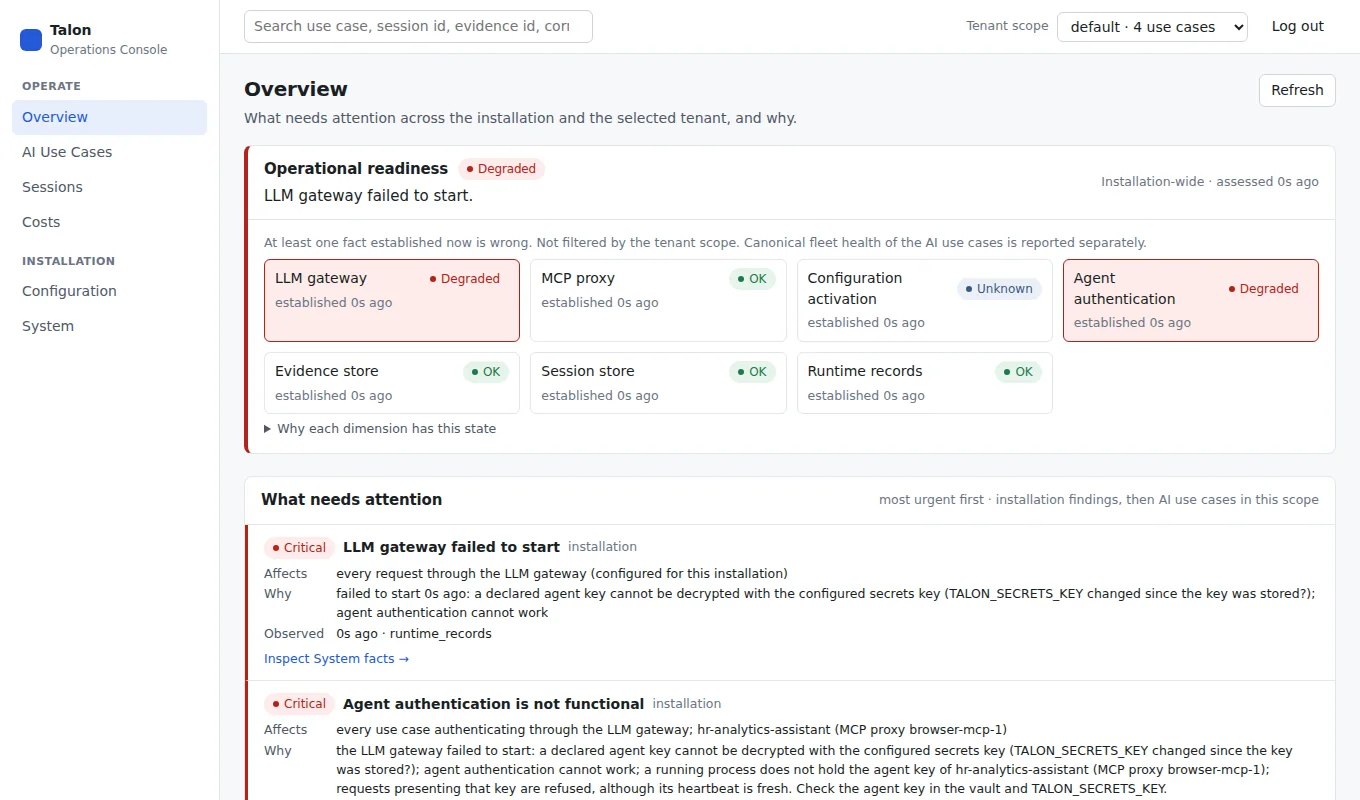 Talon
Operations Console
OPERATE
Overview
AI Use Cases
Sessions
Costs
INSTALLATION
Configuration
System
Search use case, session id, evidence id,
Tenant scope
default · 4 use cases
Log out
Overview
Refresh
What needs attention across the installation and the selected tenant, and why.
Operational readiness
Degraded
LLM gateway failed to start.
Installation-wide · assessed 0s ago
At least one fact established now is wrong. Not filtered by the tenant scope. Canonical fleet health of the AI use cases is reported separately.
LLM gateway
Degraded
established 0s ago
MCP proxy
OK
established 0s ago
Configuration
activation
Unknown
established 0s ago
Agent
authentication
Degraded
established 0s ago
Evidence store
OK
established 0s ago
Session store
OK
established 0s ago
Runtime records
OK
established 0s ago
Why each dimension has this state
What needs attention
most urgent first · installation findings, then AI use cases in this scope
Critical
LLM gateway failed to start
installation
Affects every request through the LLM gateway (configured for this installation)
Why failed to start 0s ago: a declared agent key cannot be decrypted with the configured secrets key (TALON_SECRETS_KEY changed since the key was stored?);
agent authentication cannot work
Observed 0s ago · runtime_records
Inspect System facts →
Critical
Agent authentication is not functional
installation
Affects every use case authenticating through the LLM gateway; hr-analytics-assistant (MCP proxy browser-mcp-1)
Why the LLM gateway failed to start: a declared agent key cannot be decrypted with the configured secrets key (TALON_SECRETS_KEY changed since the key
was stored?); agent authentication cannot work; a running process does not hold the agent key of hr-analytics-assistant (MCP proxy browser-mcp-1);
requests presenting that key are refused, although its heartbeat is fresh. Check the agent key in the vault and TALON_SECRETS_KEY.